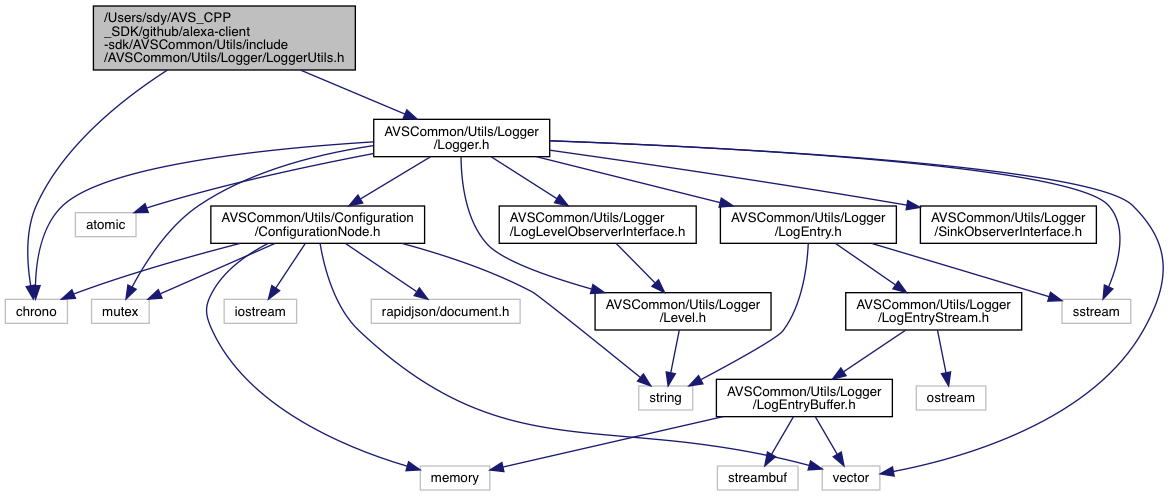 /Users/sdy/AVS_CPP
_SDK/github/alexa-client
-sdk/AVSCommon/Utils/include
/AVSCommon/Utils/Logger/LoggerUtils.h
AVSCommon/Utils/Logger
/Logger.h
atomic
AVSCommon/Utils/Configuration
/ConfigurationNode.h
AVSCommon/Utils/Logger
/LogLevelObserverInterface.h
AVSCommon/Utils/Logger
/LogEntry.h
AVSCommon/Utils/Logger
/SinkObserverInterface.h
chrono
mutex
iostream
rapidjson/document.h
AVSCommon/Utils/Logger
/Level.h
AVSCommon/Utils/Logger
/LogEntryStream.h
sstream
string
AVSCommon/Utils/Logger
/LogEntryBuffer.h
ostream
memory
streambuf
vector